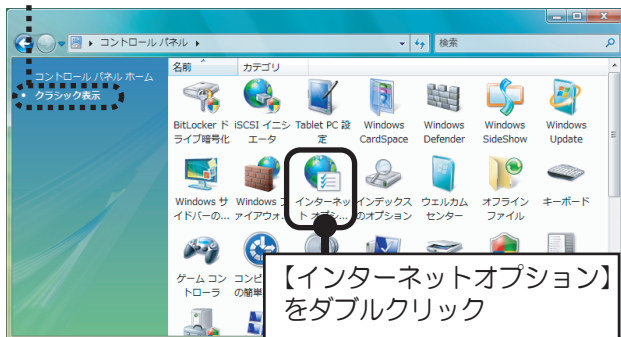 コントロール パネル
検索
コントロール パネル ホーム
クラシック表示
名前 カテゴリ
BitLocker ド
ライブ暗号化
iSCSI イニシ
エータ
Tablet PC 設
定
Windows
CardSpace
Windows
Defender
Windows
SideShow
Windows
Update
Windows サ
イドバーの...
Windows フ
ァイアウォ...
インターネッ
ト オプシ...
インデックス
のオプション
ウェルカム
センター
オフライン
ファイル
キーボード
ゲーム コン
トローラ
コンピ
の簡単
【インターネットオプション】
をダブルクリック